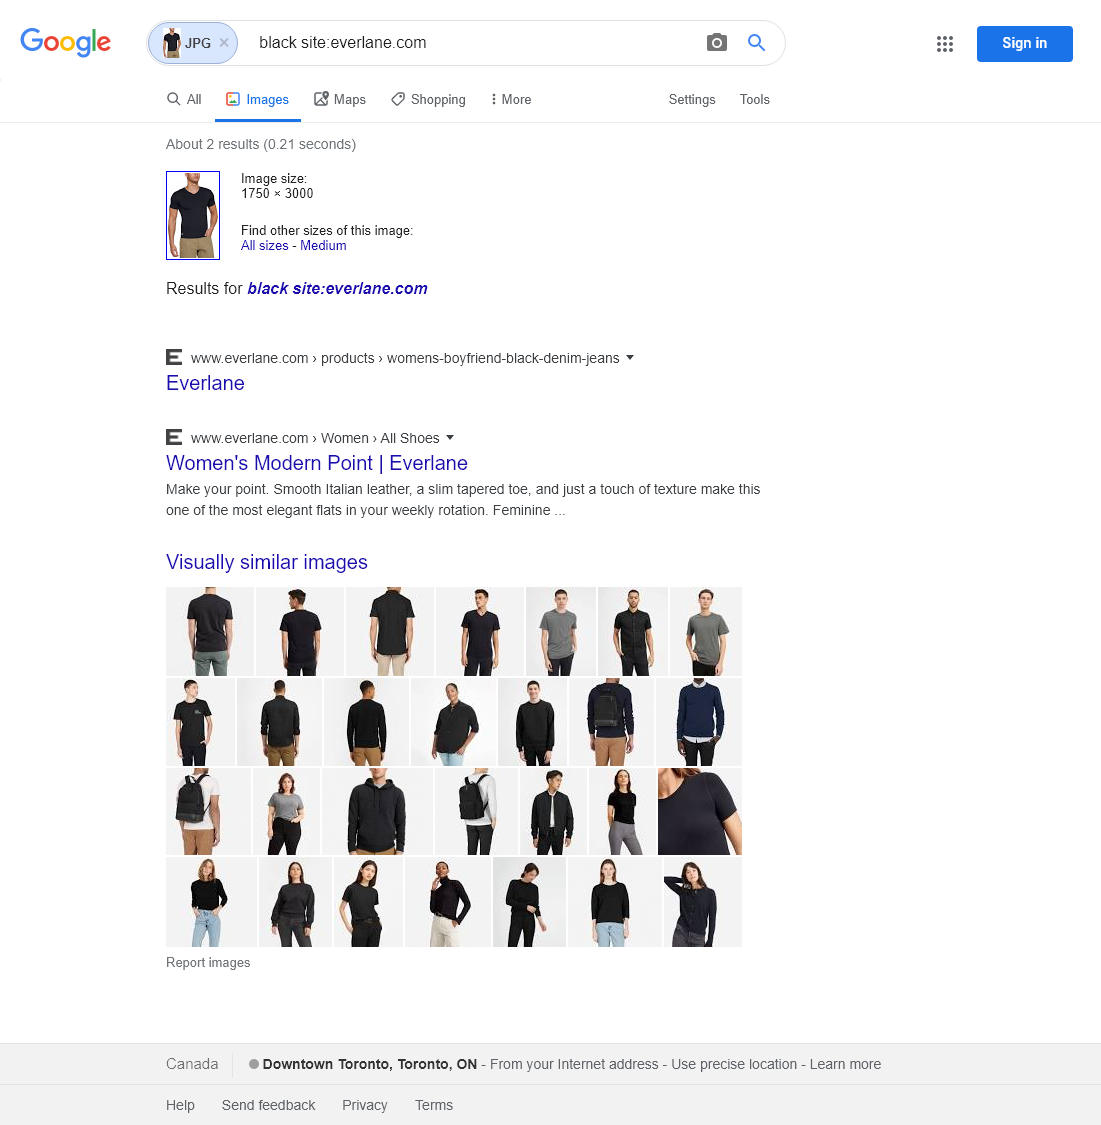 Google
JPG × black site:everlane.com
Sign in
All Images Maps Shopping More Settings Tools
About 2 results (0.21 seconds)
Image size:
1750 × 3000
Find other sizes of this image:
All sizes - Medium
Results for black site:everlane.com
www.everlane.com › products › womens-boyfriend-black-denim-jeans
Everlane
www.everlane.com › Women › All Shoes
Women's Modern Point | Everlane
Make your point. Smooth Italian leather, a slim tapered toe, and just a touch of texture make this
one of the most elegant flats in your weekly rotation. Feminine ...
Visually similar images
Report images
Canada Downtown Toronto, Toronto, ON - From your Internet address - Use precise location - Learn more
Help Send feedback Privacy Terms